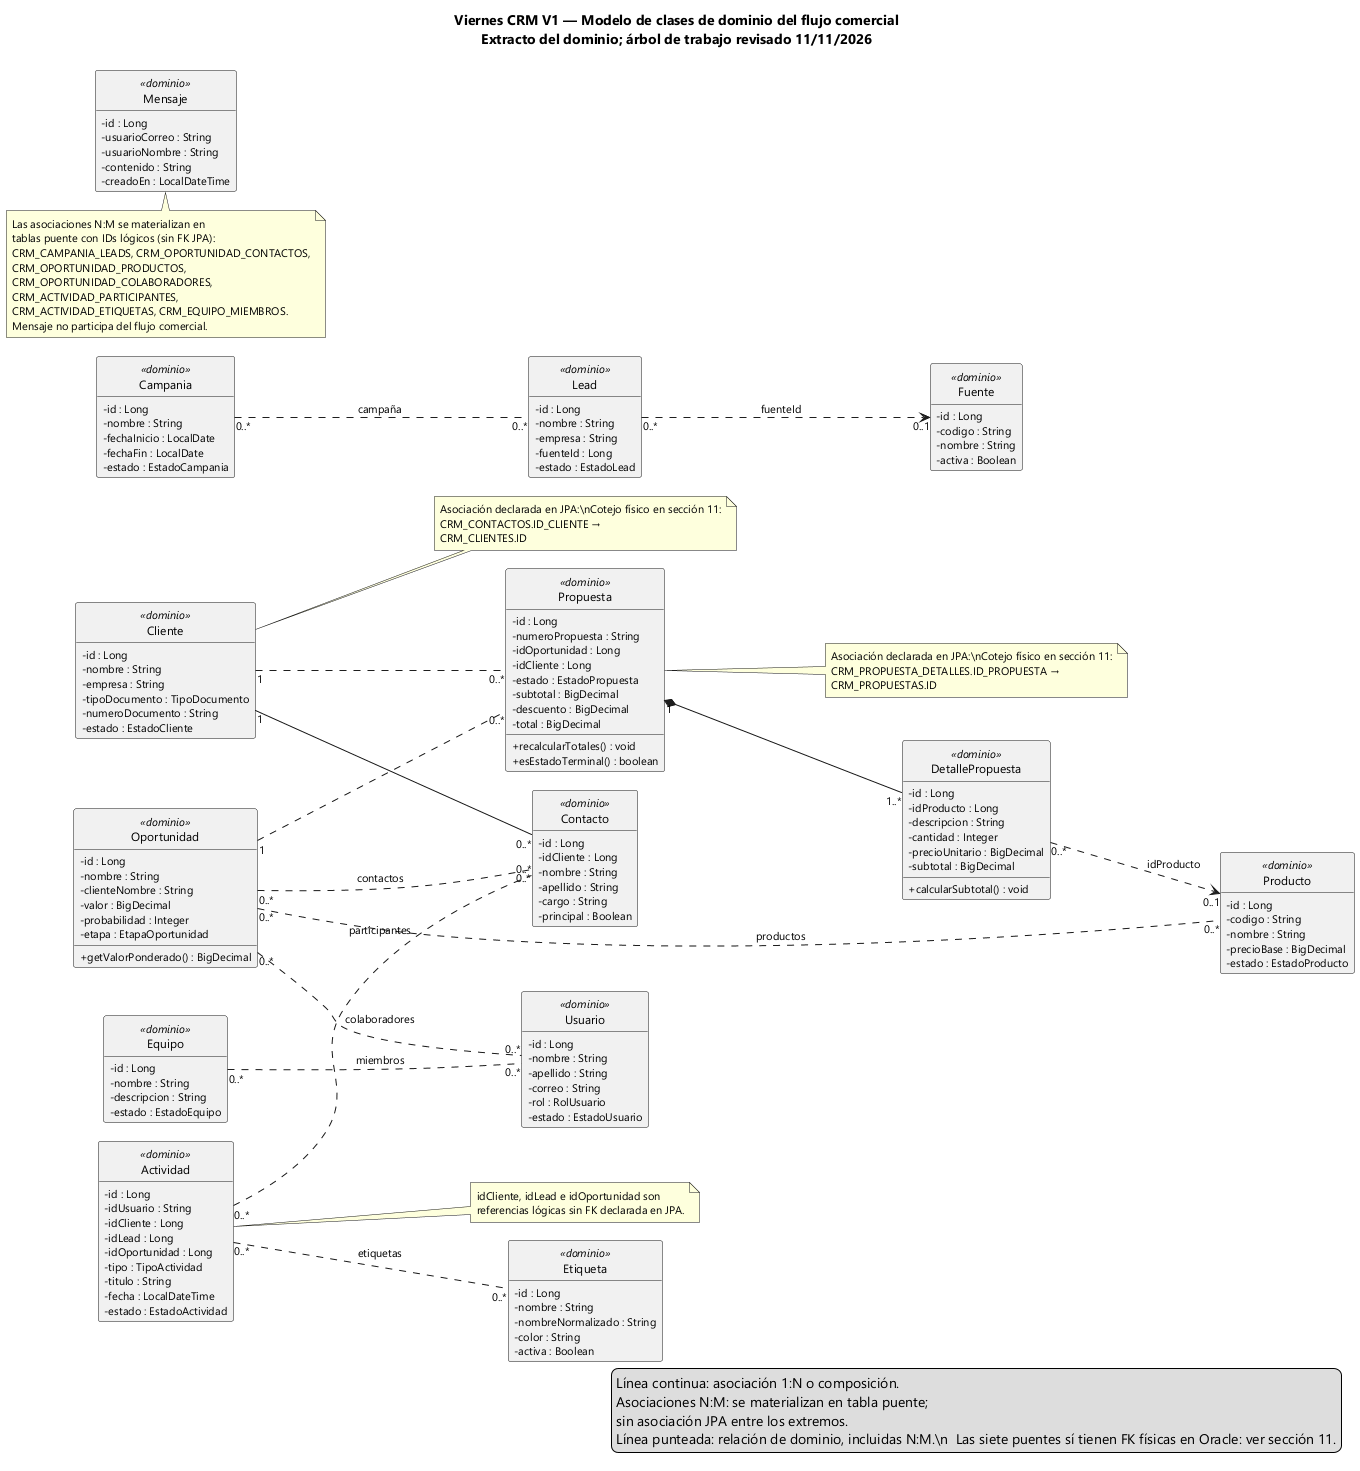 Viernes CRM V1 — Modelo de clases de dominio del flujo comercial
Extracto del dominio; árbol de trabajo revisado 11/11/2026
«dominio»
Mensaje
-id : Long
-usuarioCorreo : String
-usuarioNombre : String
-contenido : String
-creadoEn : LocalDateTime
Las asociaciones N:M se materializan en
tablas puente con IDs lógicos (sin FK JPA):
CRM_CAMPANIA_LEADS, CRM_OPORTUNIDAD_CONTACTOS,
CRM_OPORTUNIDAD_PRODUCTOS,
CRM_OPORTUNIDAD_COLABORADORES,
CRM_ACTIVIDAD_PARTICIPANTES,
CRM_ACTIVIDAD_ETIQUETAS, CRM_EQUIPO_MIEMBROS.
Mensaje no participa del flujo comercial.
«dominio»
Campania
-id : Long
-nombre : String
-fechaInicio : LocalDate
-fechaFin : LocalDate
-estado : EstadoCampania
campaña
0..*
0..*
«dominio»
Lead
-id : Long
-nombre : String
-empresa : String
-fuenteId : Long
-estado : EstadoLead
fuenteId
0..*
0..1
«dominio»
Fuente
-id : Long
-codigo : String
-nombre : String
-activa : Boolean
Asociación declarada en JPA:\nCotejo físico en sección 11:
CRM_CONTACTOS.ID_CLIENTE →
CRM_CLIENTES.ID
«dominio»
Cliente
-id : Long
-nombre : String
-empresa : String
-tipoDocumento : TipoDocumento
-numeroDocumento : String
-estado : EstadoCliente
1
0..*
1
0..*
«dominio»
Propuesta
-id : Long
-numeroPropuesta : String
-idOportunidad : Long
-idCliente : Long
-estado : EstadoPropuesta
-subtotal : BigDecimal
-descuento : BigDecimal
-total : BigDecimal
+recalcularTotales() : void
+esEstadoTerminal() : boolean
Asociación declarada en JPA:\nCotejo físico en sección 11:
CRM_PROPUESTA_DETALLES.ID_PROPUESTA →
CRM_PROPUESTAS.ID
1
1..*
«dominio»
DetallePropuesta
-id : Long
-idProducto : Long
-descripcion : String
-cantidad : Integer
-precioUnitario : BigDecimal
-subtotal : BigDecimal
+calcularSubtotal() : void
0..*
idProducto
0..1
«dominio»
Producto
-id : Long
-codigo : String
-nombre : String
-precioBase : BigDecimal
-estado : EstadoProducto
«dominio»
Oportunidad
-id : Long
-nombre : String
-clienteNombre : String
-valor : BigDecimal
-probabilidad : Integer
-etapa : EtapaOportunidad
+getValorPonderado() : BigDecimal
1
0..*
contactos
0..*
0..*
0..*
productos
0..*
0..*
«dominio»
Contacto
-id : Long
-idCliente : Long
-nombre : String
-apellido : String
-cargo : String
-principal : Boolean
0..*
participantes
colaboradores
0..*
«dominio»
Equipo
-id : Long
-nombre : String
-descripcion : String
-estado : EstadoEquipo
miembros
0..*
0..*
«dominio»
Usuario
-id : Long
-nombre : String
-apellido : String
-correo : String
-rol : RolUsuario
-estado : EstadoUsuario
«dominio»
Actividad
-id : Long
-idUsuario : String
-idCliente : Long
-idLead : Long
-idOportunidad : Long
-tipo : TipoActividad
-titulo : String
-fecha : LocalDateTime
-estado : EstadoActividad
0..*
idCliente, idLead e idOportunidad son
referencias lógicas sin FK declarada en JPA.
0..*
etiquetas
0..*
«dominio»
Etiqueta
-id : Long
-nombre : String
-nombreNormalizado : String
-color : String
-activa : Boolean
Línea continua: asociación 1:N o composición.
Asociaciones N:M: se materializan en tabla puente;
sin asociación JPA entre los extremos.
Línea punteada: relación de dominio, incluidas N:M.\n  Las siete puentes sí tienen FK físicas en Oracle: ver sección 11.